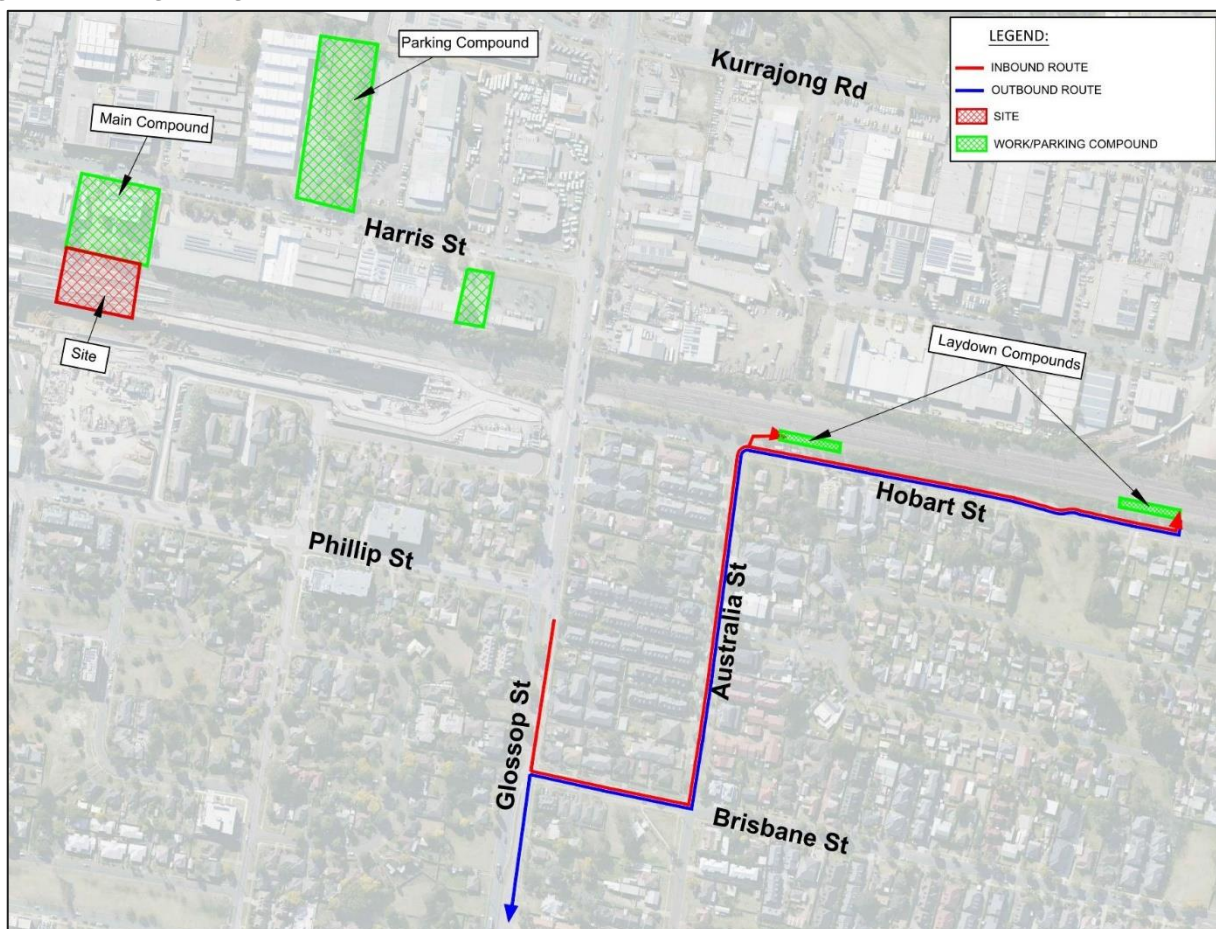 Parking Compound
Kurrajong Rd
LEGEND:
INBOUND ROUTE
OUTBOUND ROUTE
SITE
WORK/PARKING COMPOUND
Main Compound
Harris St
Site
Laydown Compounds
Hobart St
Phillip St
Australia St
Glossop St
Brisbane St